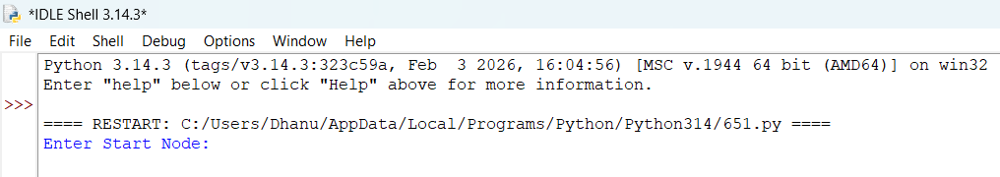 *IDLE Shell 3.14.3*
File Edit Shell Debug Options Window Help
Python 3.14.3 (tags/v3.14.3:323c59a, Feb  3 2026, 16:04:56) [MSC v.1944 64 bit (AMD64)] on win32
Enter "help" below or click "Help" above for more information.
>>>
==== RESTART: C:/Users/Dhanu/AppData/Local/Programs/Python/Python314/651.py ====
Enter Start Node: